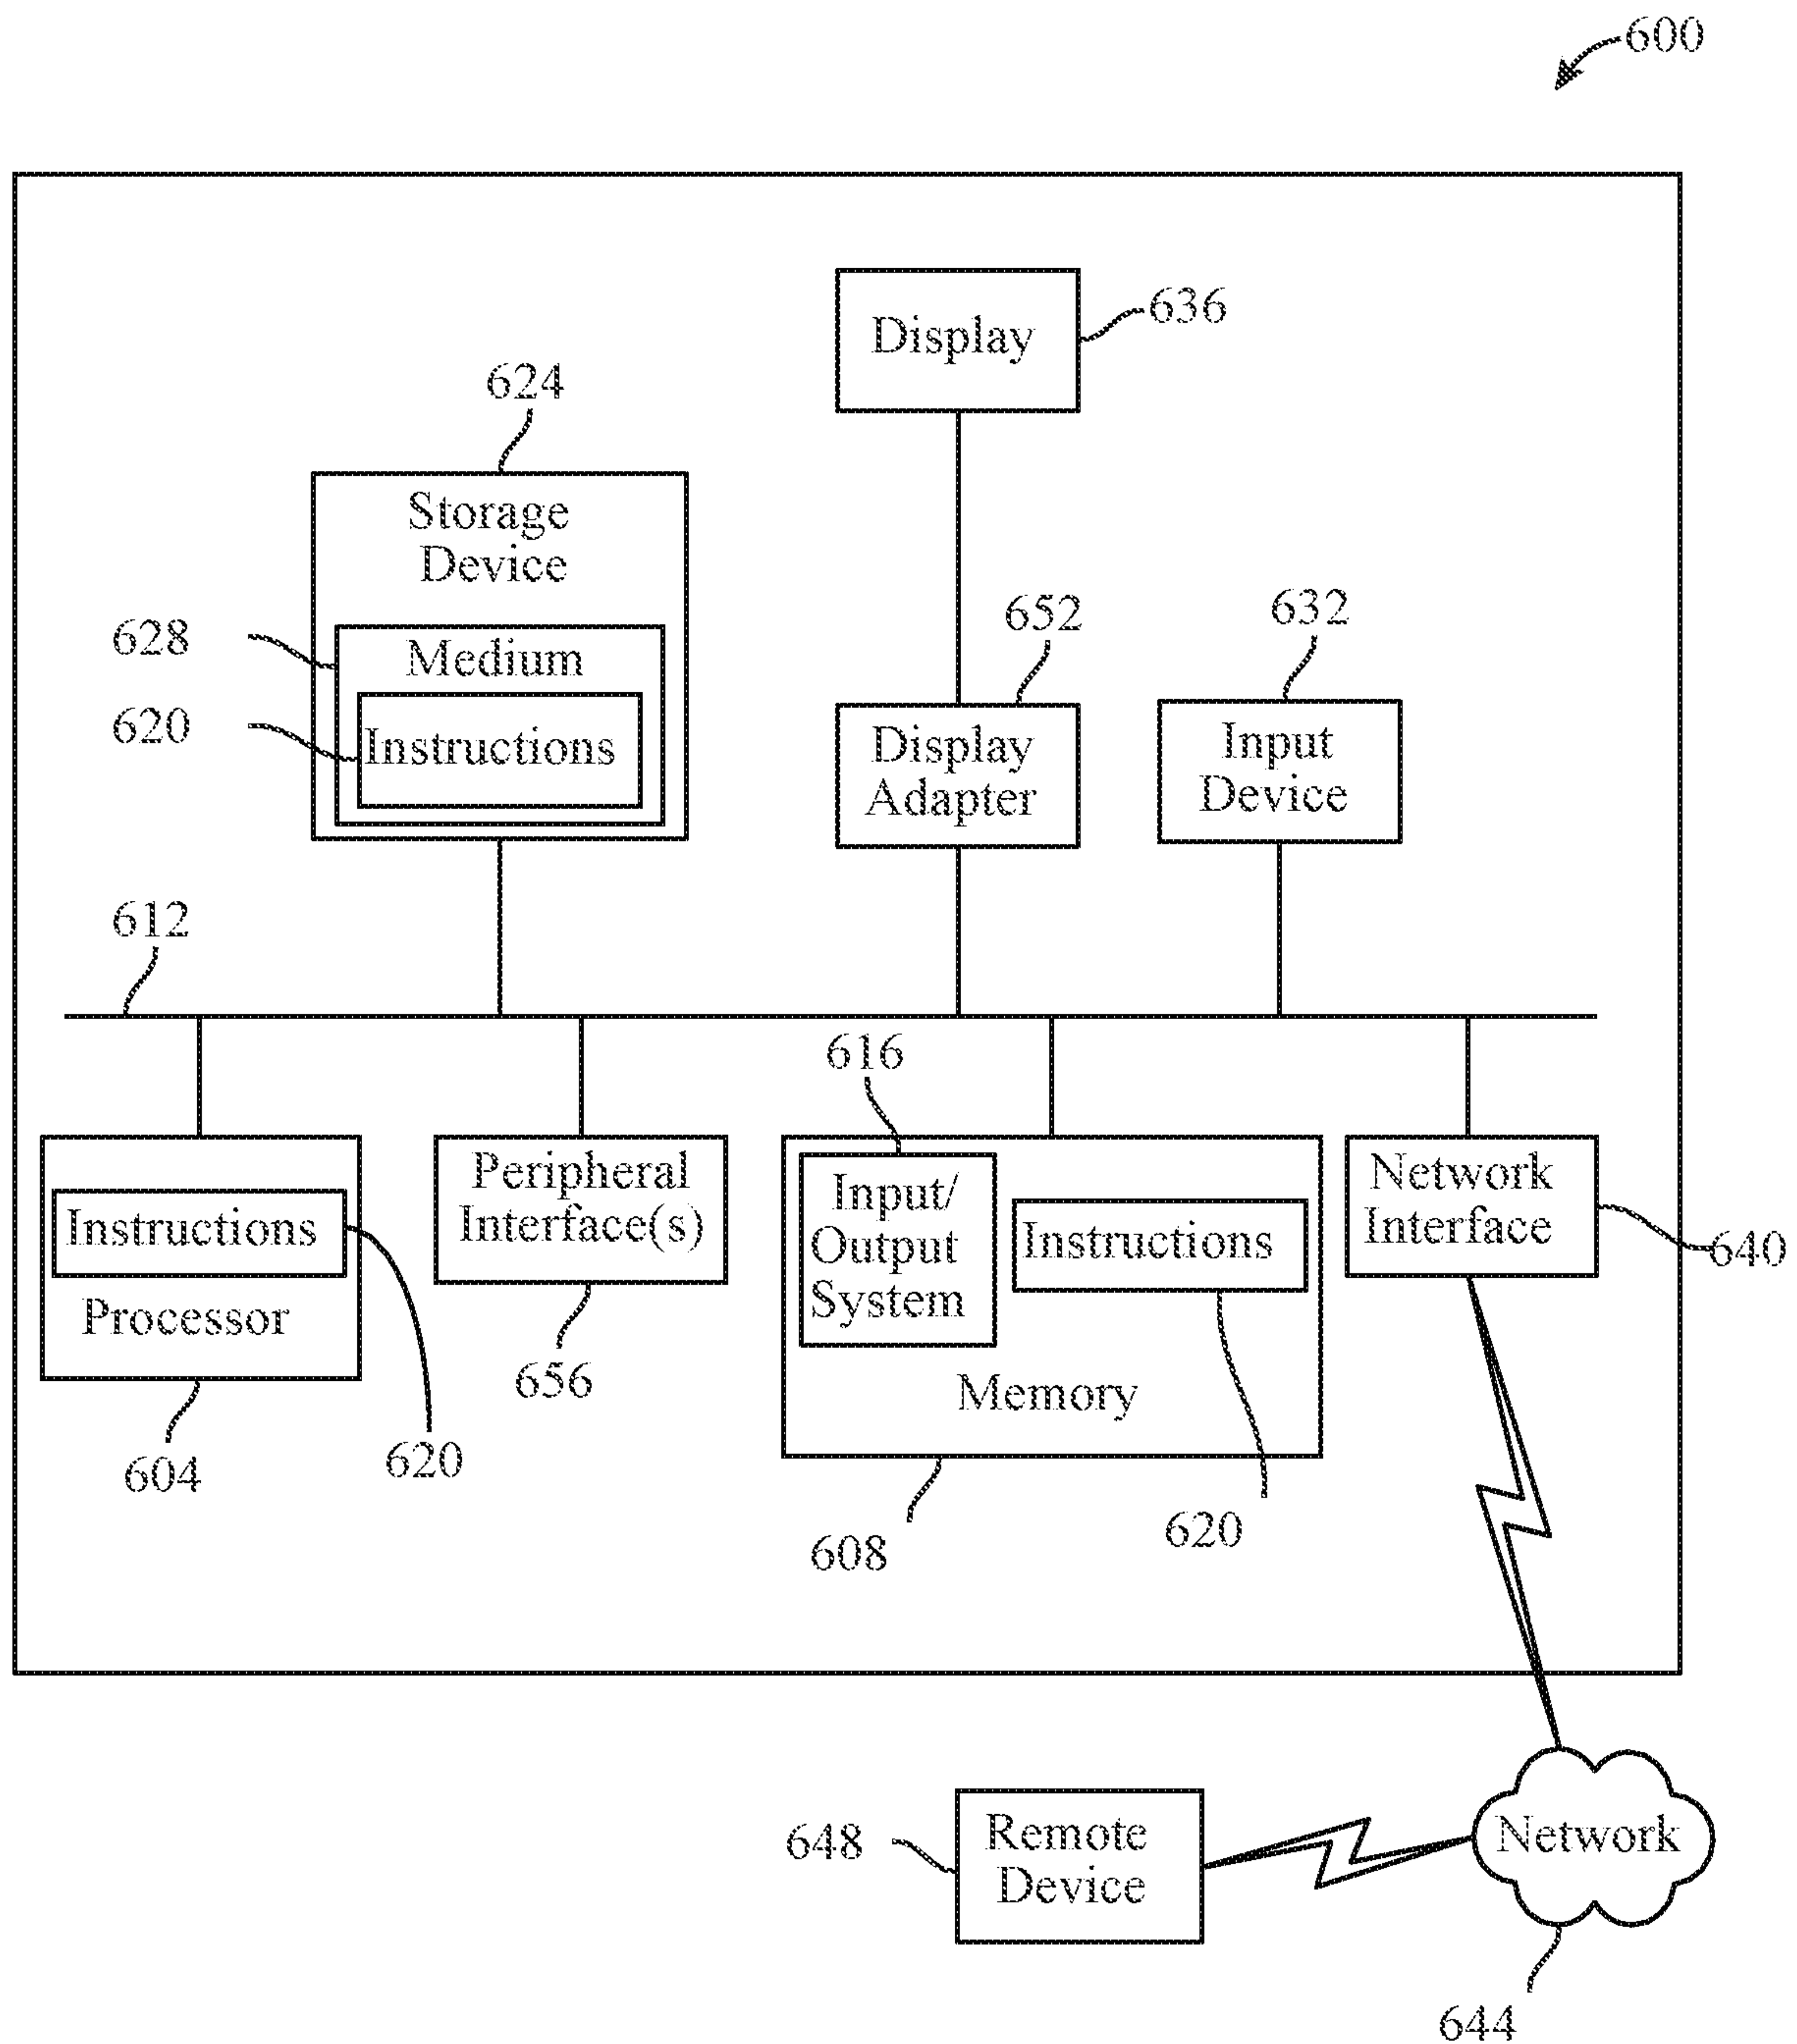 600
Display
636
624
Storage
Device
628
Medium
620
Instructions
652
Display
Adapter
632
Input
Device
612
616
Instructions
Processor
604
620
Peripheral
Interface(s)
656
Input/
Output
System
Instructions
Memory
608
620
Network
Interface
640
648
Remote
Device
Network
644